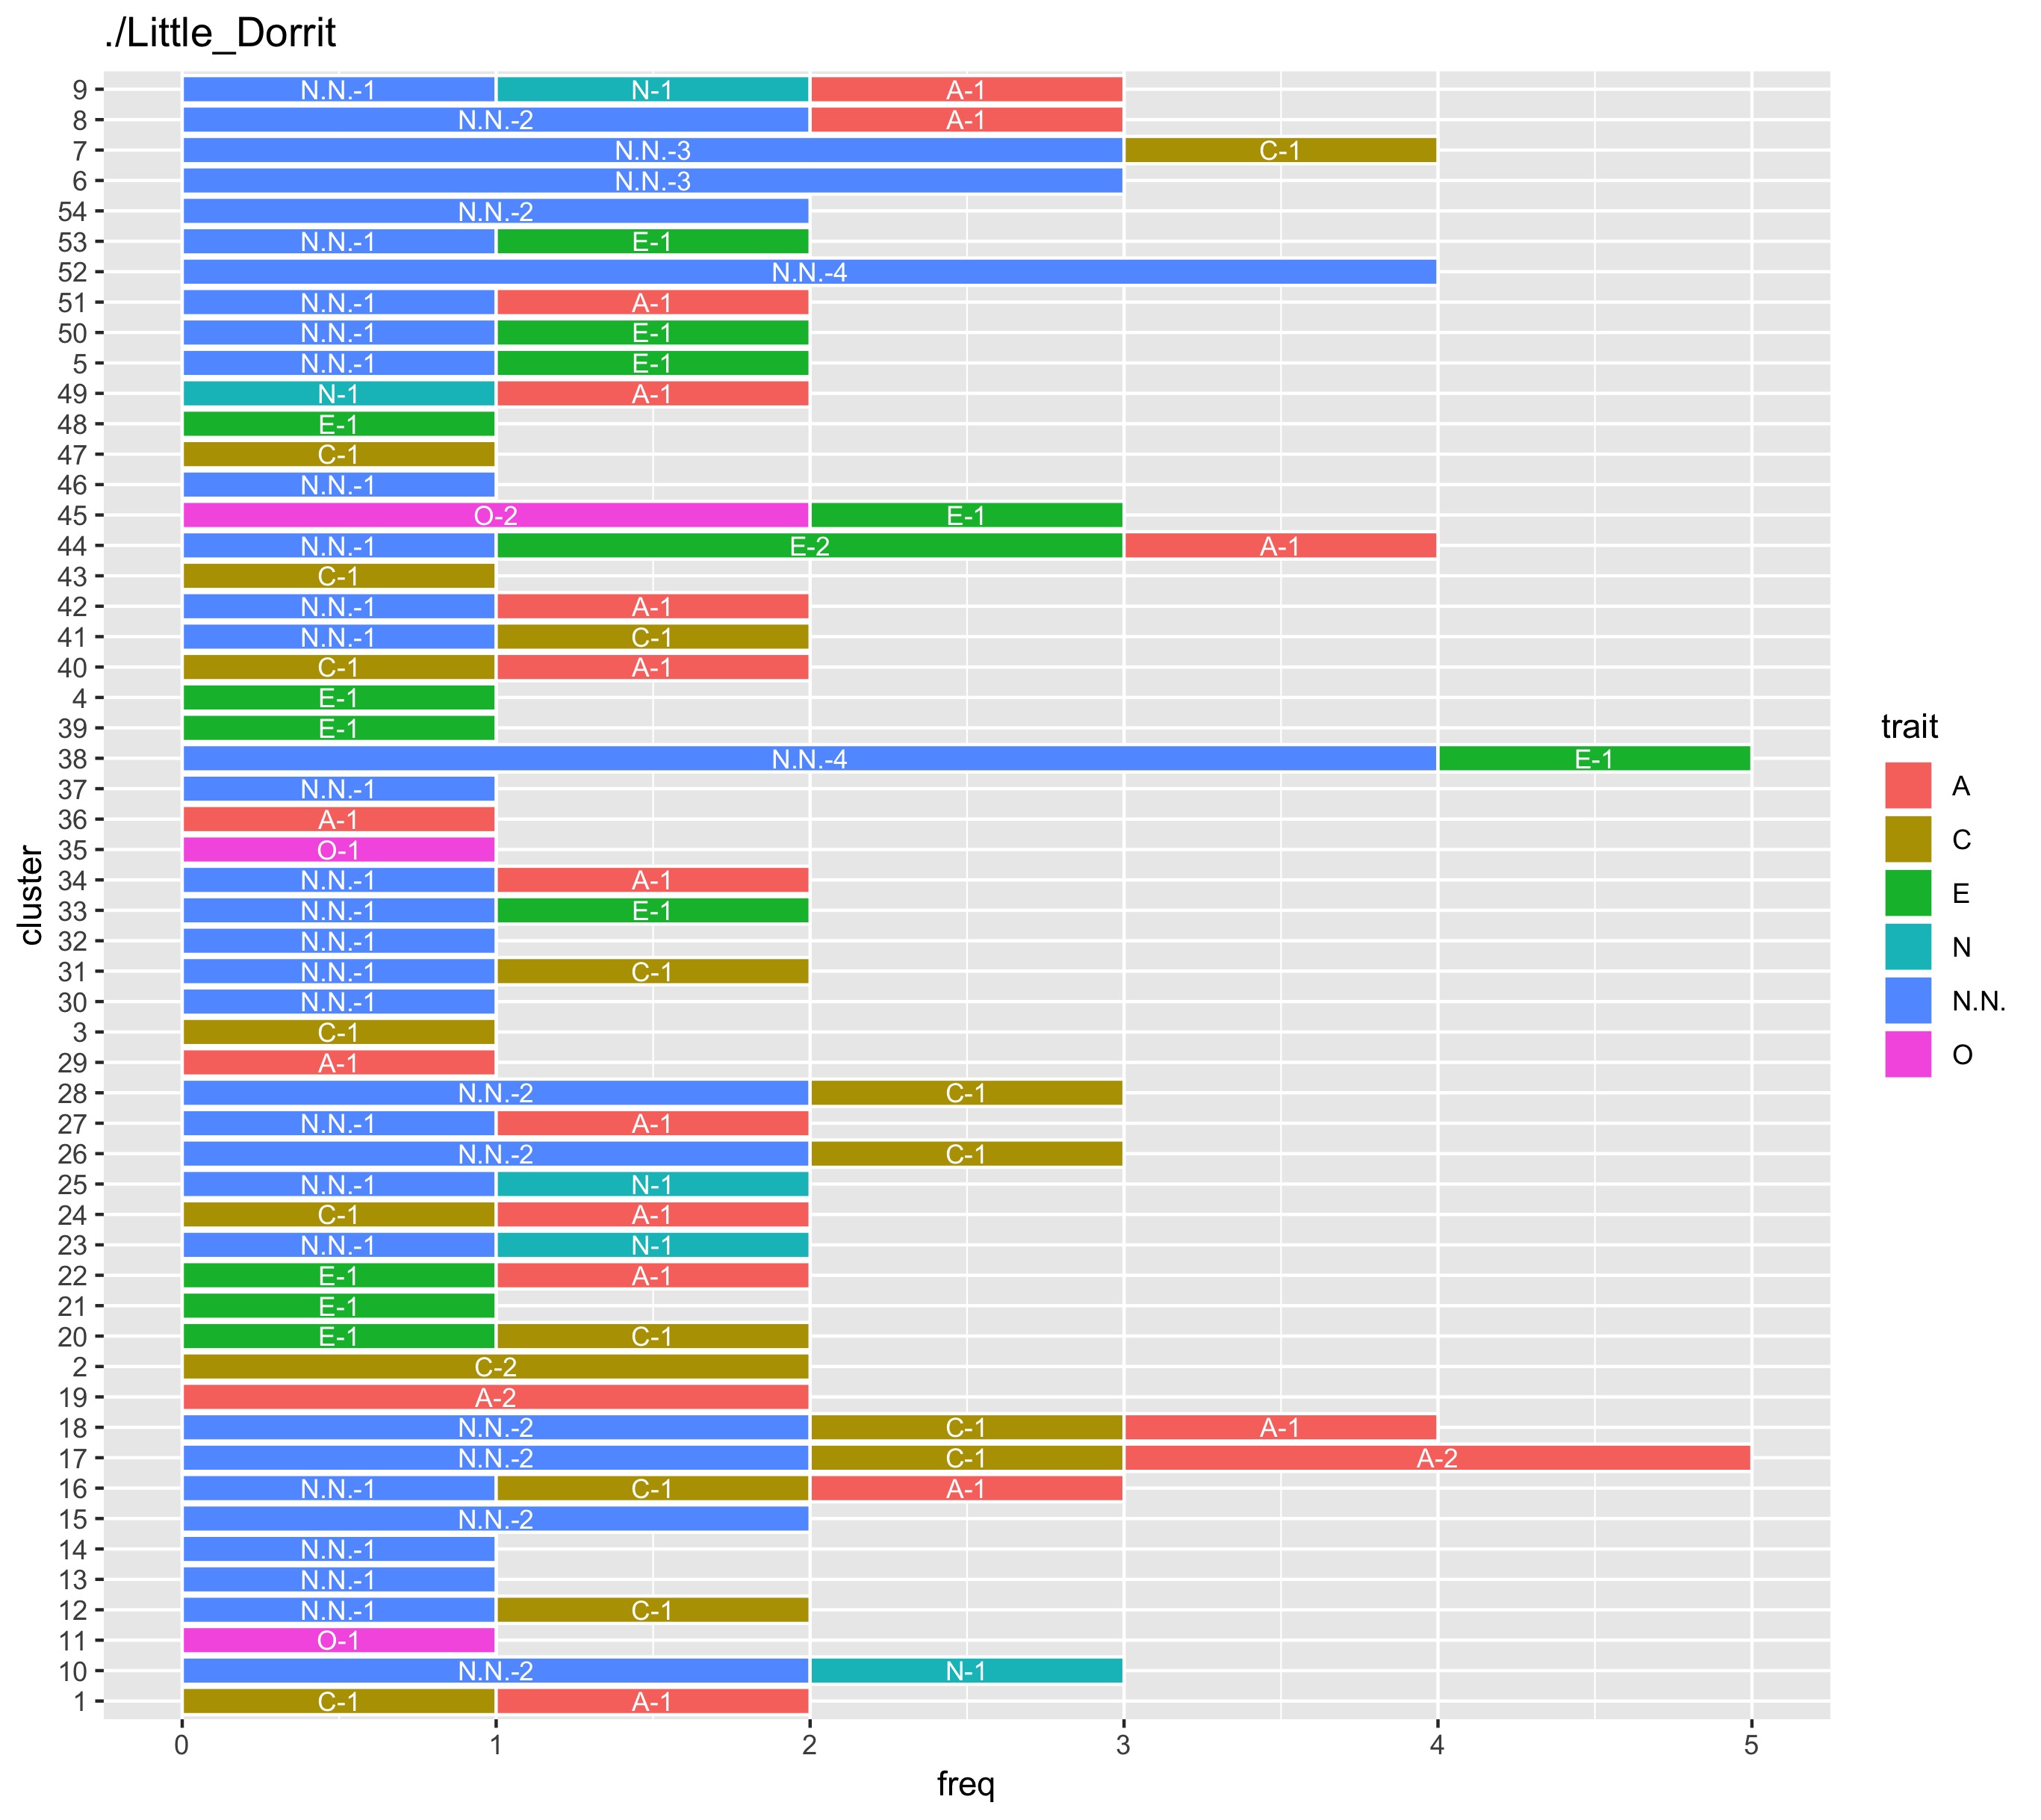 ./Little_Dorrit
9 N.N.-1 N-1 A-1
8 N.N.-2 A-1
7 N.N.-3 C-1
6 N.N.-3
54 N.N.-2
53 N.N.-1 E-1
52 N.N.-4
51 N.N.-1 A-1
50 N.N.-1 E-1
5 N.N.-1 E-1
49 N-1 A-1
48 E-1
47 C-1
46 N.N.-1
45 O-2 E-1
44 N.N.-1 E-2 A-1
43 C-1
42 N.N.-1 A-1
41 N.N.-1 C-1
40 C-1 A-1
4 E-1
39 E-1
38 N.N.-4 E-1
37 N.N.-1
36 A-1
35 O-1
34 N.N.-1 A-1
33 N.N.-1 E-1
32 N.N.-1
31 N.N.-1 C-1
30 N.N.-1
3 C-1
29 A-1
28 N.N.-2 C-1
27 N.N.-1 A-1
26 N.N.-2 C-1
25 N.N.-1 N-1
24 C-1 A-1
23 N.N.-1 N-1
22 E-1 A-1
21 E-1
20 E-1 C-1
2 C-2
19 A-2
18 N.N.-2 C-1 A-1
17 N.N.-2 C-1 A-2
16 N.N.-1 C-1 A-1
15 N.N.-2
14 N.N.-1
13 N.N.-1
12 N.N.-1 C-1
11 O-1
10 N.N.-2 N-1
1 C-1 A-1
0 1 2 3 4 5
freq
cluster
trait
A
C
E
N
N.N.
O